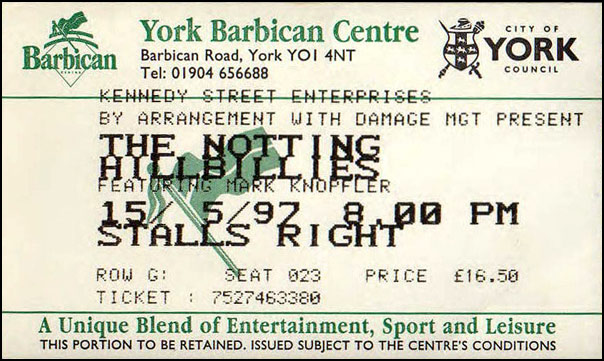 Barbican
CENTRE
York Barbican Centre
Barbican Road, York YO1 4NT
Tel: 01904 656688
CITY OF
YORK
COUNCIL
KENNEDY STREET ENTERPRISES
BY ARRANGEMENT WITH DAMAGE MGT PRESENT
THE NOTTING
HILLBILLIES
FEATURING MARK KNOPFLER
15/ 5/97 8.00 PM
STALLS RIGHT
ROW G: SEAT 023 PRICE £16.50
TICKET : 7527463380
A Unique Blend of Entertainment, Sport and Leisure
THIS PORTION TO BE RETAINED. ISSUED SUBJECT TO THE CENTRE'S CONDITIONS